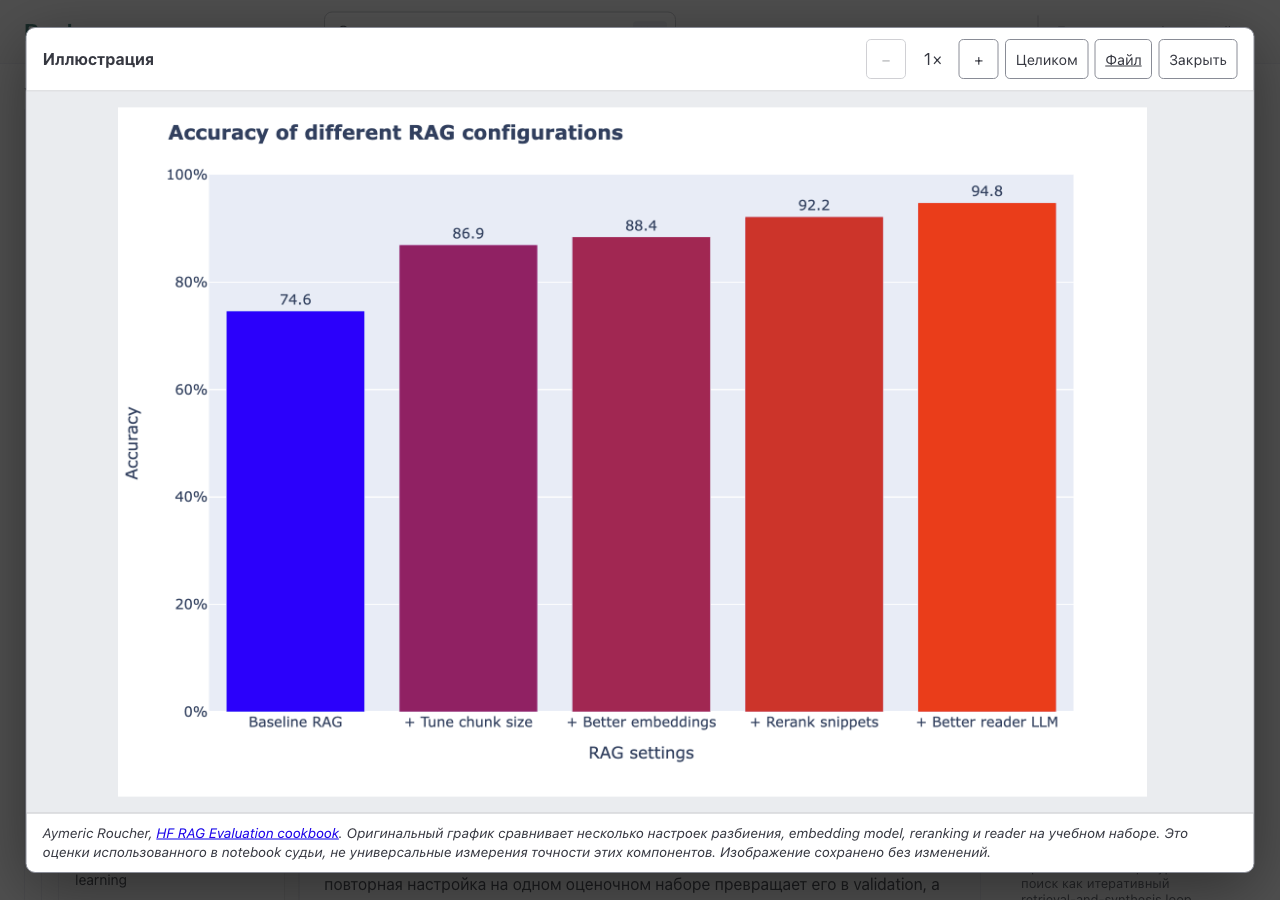 Иллюстрация
−
1×
+
Целиком
Файл
Закрыть
Accuracy of different RAG configurations
100%
80%
60%
40%
20%
0%
Accuracy
74.6
86.9
88.4
92.2
94.8
Baseline RAG
+ Tune chunk size
+ Better embeddings
+ Rerank snippets
+ Better reader LLM
RAG settings
Aymeric Roucher, HF RAG Evaluation cookbook. Оригинальный график сравнивает несколько настроек разбиения, embedding model, reranking и reader на учебном наборе. Это
оценки использованного в notebook судьи, не универсальные измерения точности этих компонентов. Изображение сохранено без изменений.
learning
повторная настройка на одном оценочном наборе превращает его в validation, а
поиск как итеративный